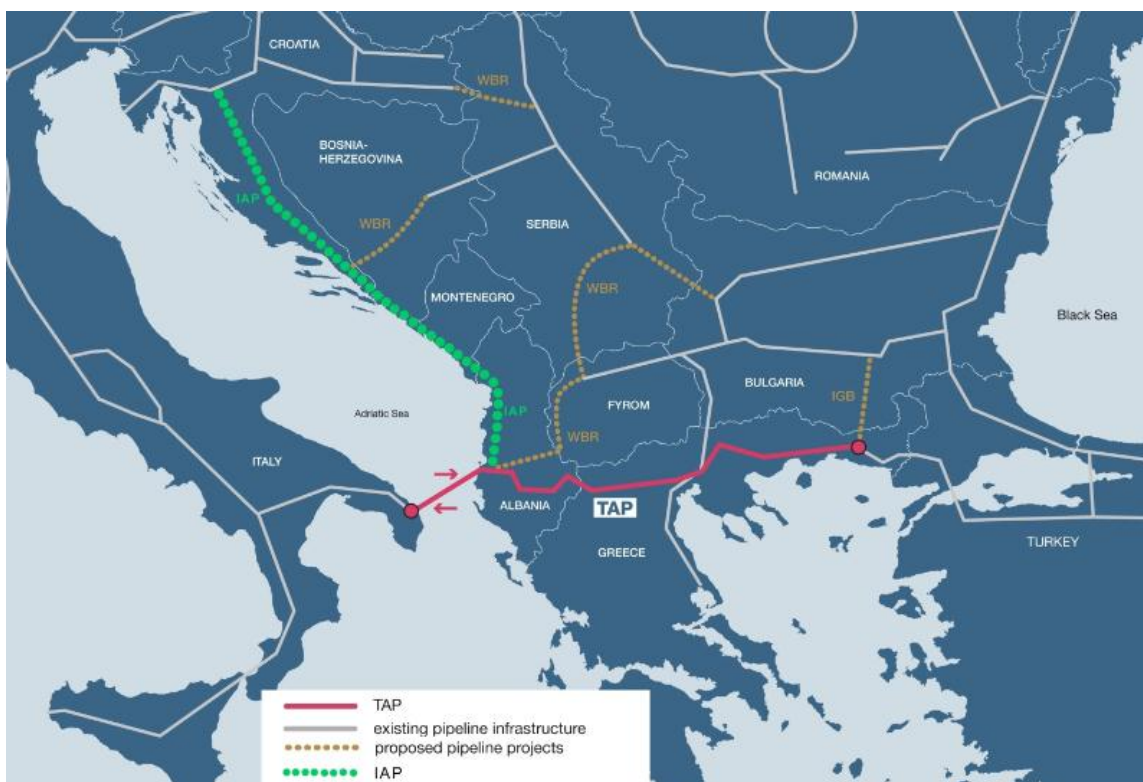 CROATIA
WBR
BOSNIA-
HERZEGOVINA
ROMANIA
IAP
WBR
SERBIA
WBR
MONTENEGRO
Black Sea
BULGARIA
IGB
FYROM
Adriatic Sea
IAP
WBR
ITALY
ALBANIA
TAP
GREECE
TURKEY
TAP
existing pipeline infrastructure
proposed pipeline projects
IAP